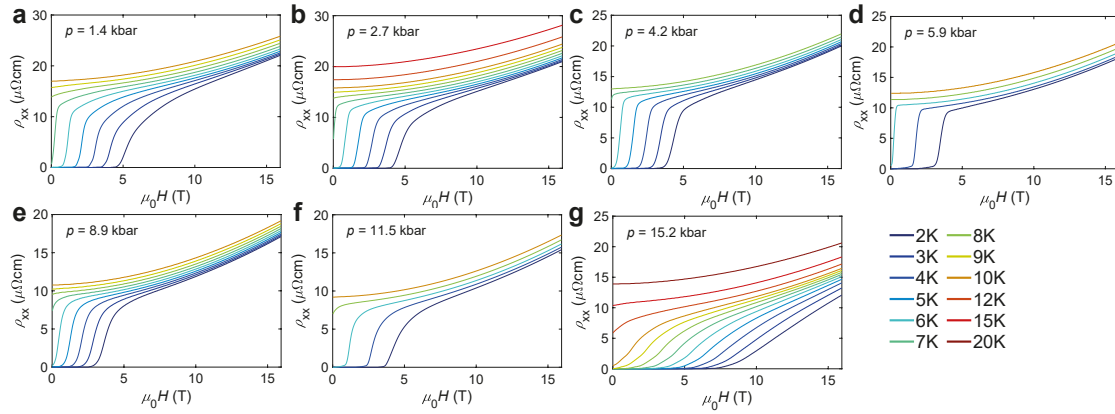 a
p = 1.4 kbar
30
20
10
0
ρxx (μΩcm)
0 5 10 15
μ0H (T)
b
p = 2.7 kbar
30
20
10
0
ρxx (μΩcm)
0 5 10 15
μ0H (T)
c
p = 4.2 kbar
25
20
15
10
5
0
ρxx (μΩcm)
0 5 10 15
μ0H (T)
d
p = 5.9 kbar
25
20
15
10
5
0
ρxx (μΩcm)
0 5 10 15
μ0H (T)
e
p = 8.9 kbar
20
15
10
5
0
ρxx (μΩcm)
0 5 10 15
μ0H (T)
f
p = 11.5 kbar
20
15
10
5
0
ρxx (μΩcm)
0 5 10 15
μ0H (T)
g
p = 15.2 kbar
25
20
15
10
5
0
ρxx (μΩcm)
0 5 10 15
μ0H (T)
2K 8K
3K 9K
4K 10K
5K 12K
6K 15K
7K 20K